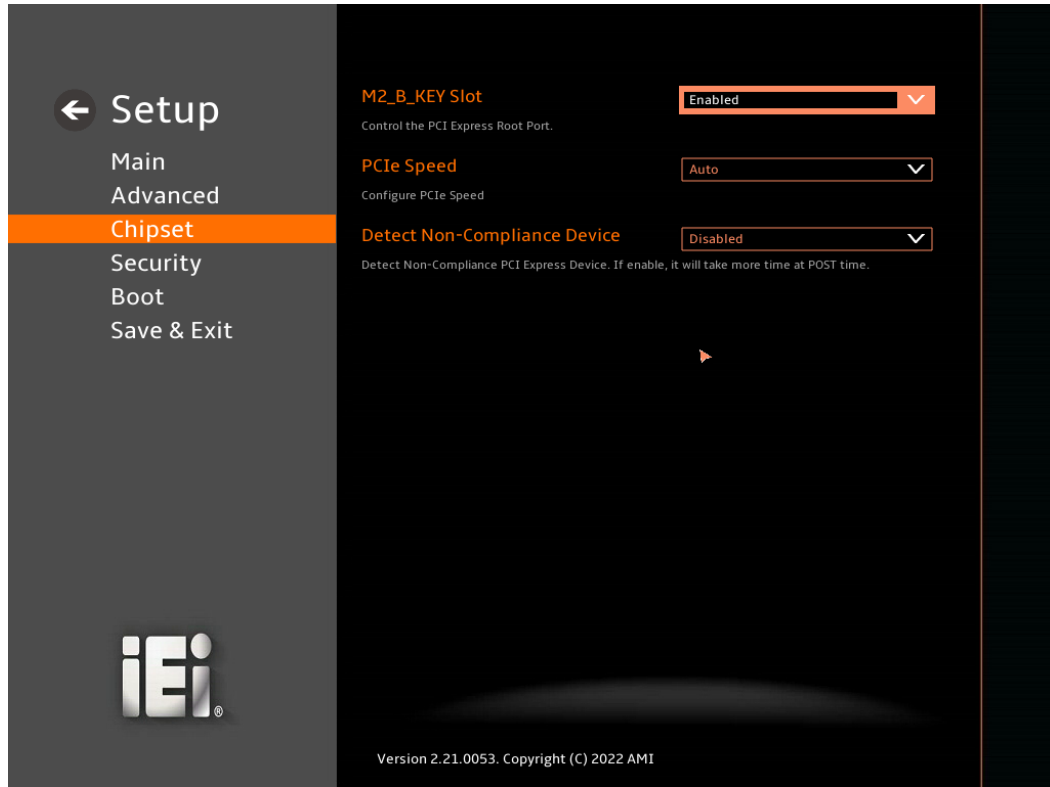 Setup
Main
Advanced
Chipset
Security
Boot
Save & Exit
M2_B_KEY Slot
Enabled
Control the PCI Express Root Port.
PCIe Speed
Auto
Configure PCIe Speed
Detect Non-Compliance Device
Disabled
Detect Non-Compliance PCI Express Device. If enable, it will take more time at POST time.
iEi®
Version 2.21.0053. Copyright (C) 2022 AMI